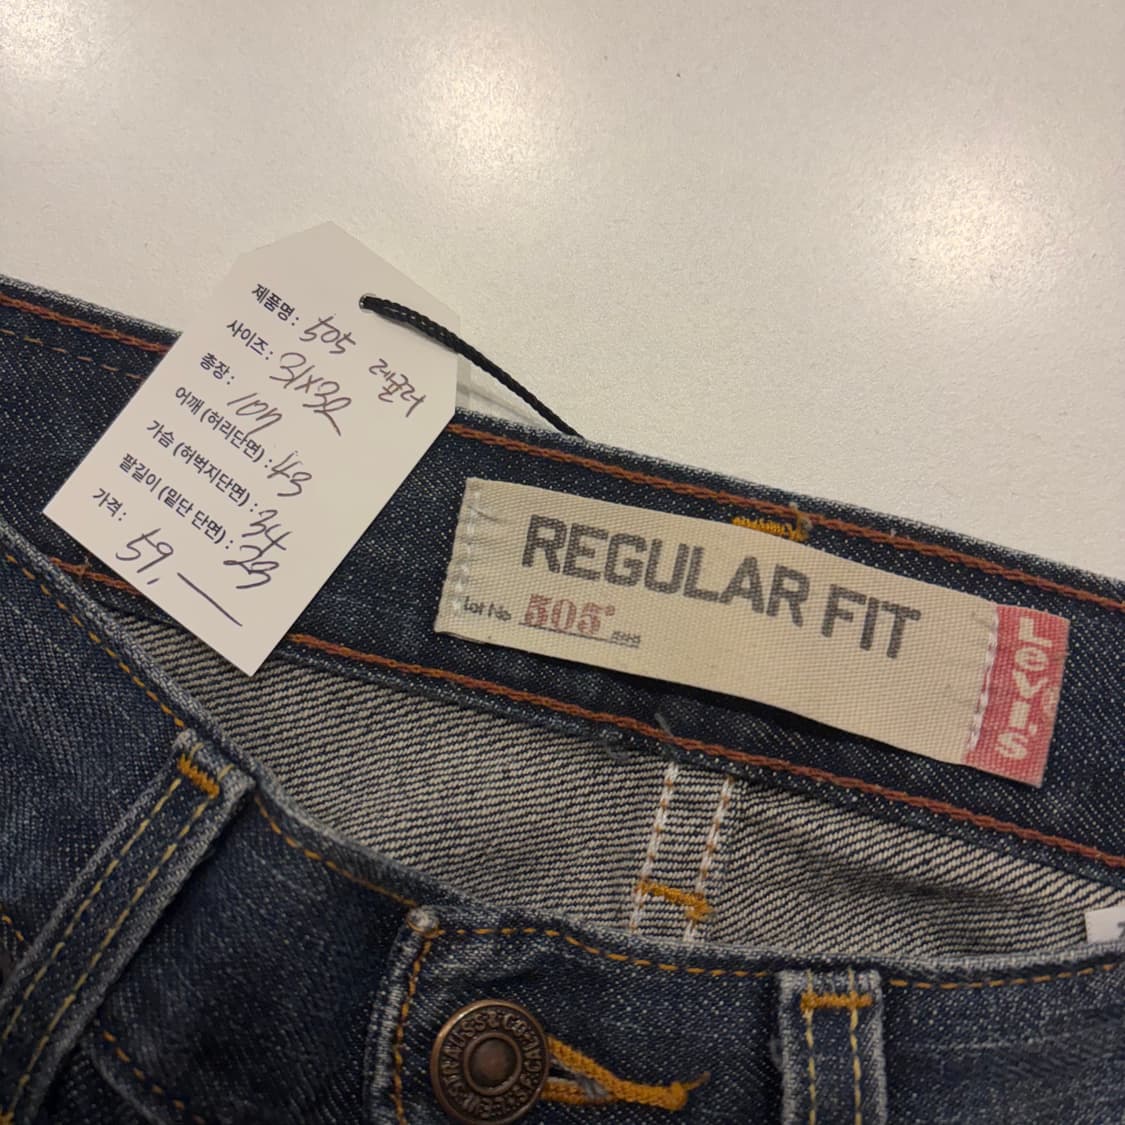 제품명: 505 레귤러
사이즈: 31x32
총장: 107
어깨 (허리단면): 43
가슴 (허벅지단면): 34
팔길이 (밑단 단면): 23
가격: 59,—
REGULAR FIT
Lot No 505
Levi's